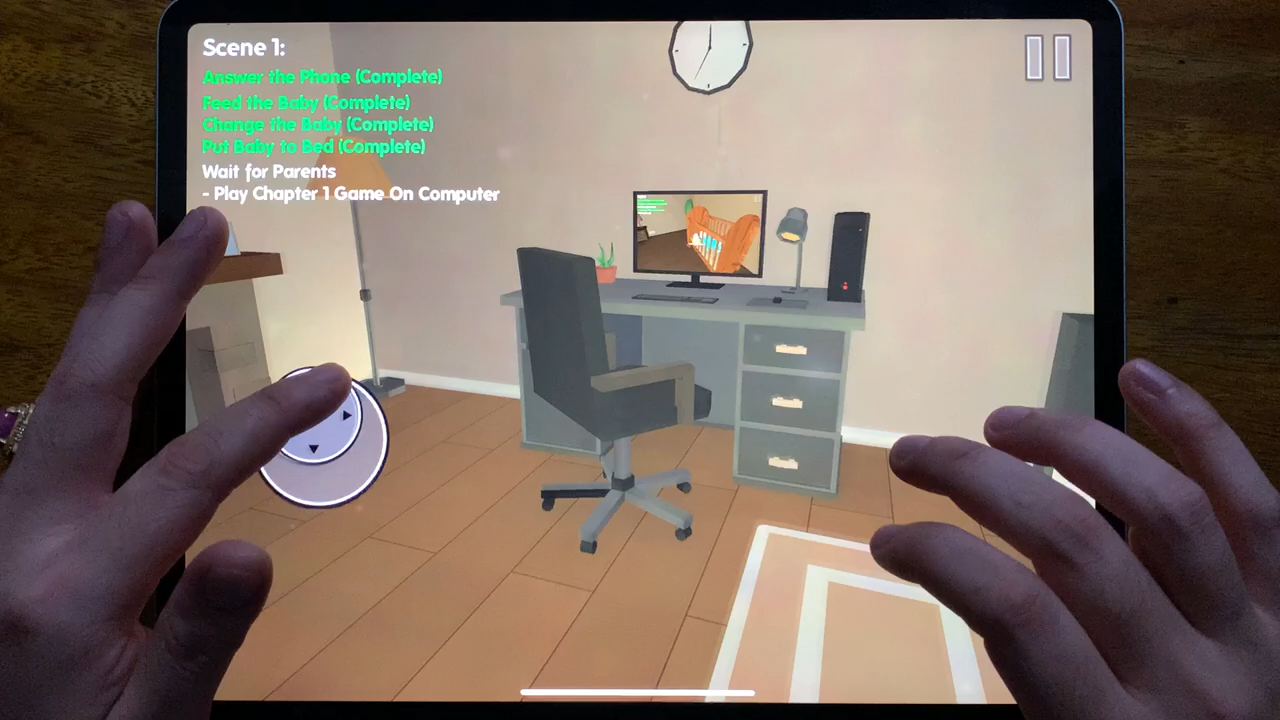 Scene 1:
Answer the Phone (Complete)
Feed the Baby (Complete)
Change the Baby (Complete)
Put Baby to Bed (Complete)
Wait for Parents
- Play Chapter 1 Game On Computer